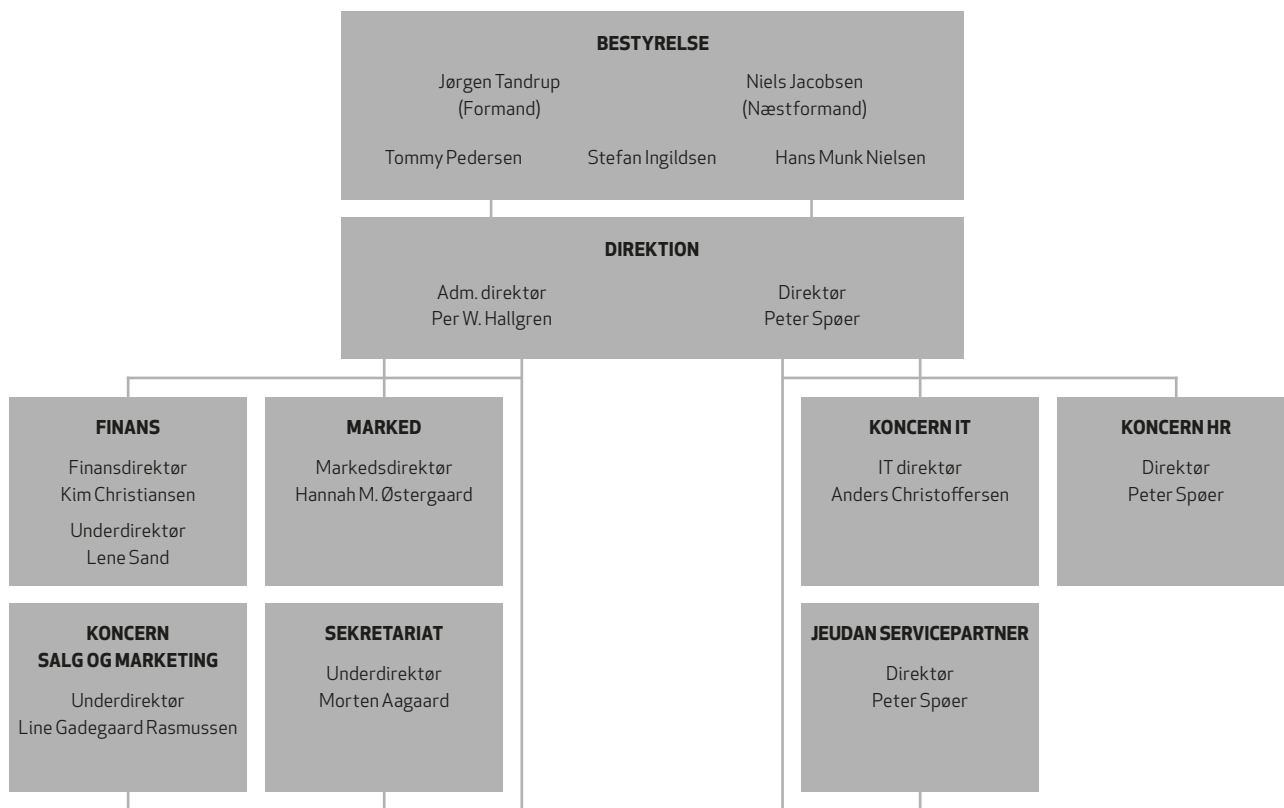 BESTYRELSE
Jørgen Tandrup
(Formand)
Niels Jacobsen
(Næstformand)
Tommy Pedersen
Stefan Ingildsen
Hans Munk Nielsen
DIREKTION
Adm. direktør
Per W. Hallgren
Direktør
Peter Spøer
FINANS
Finansdirektør
Kim Christiansen
Underdirektør
Lene Sand
MARKED
Markedsdirektør
Hannah M. Østergaard
KONCERN IT
IT direktør
Anders Christoffersen
KONCERN HR
Direktør
Peter Spøer
KONCERN
SALG OG MARKETING
Underdirektør
Line Gadegaard Rasmussen
SEKRETARIAT
Underdirektør
Morten Aagaard
JEUDAN SERVICEPARTNER
Direktør
Peter Spøer